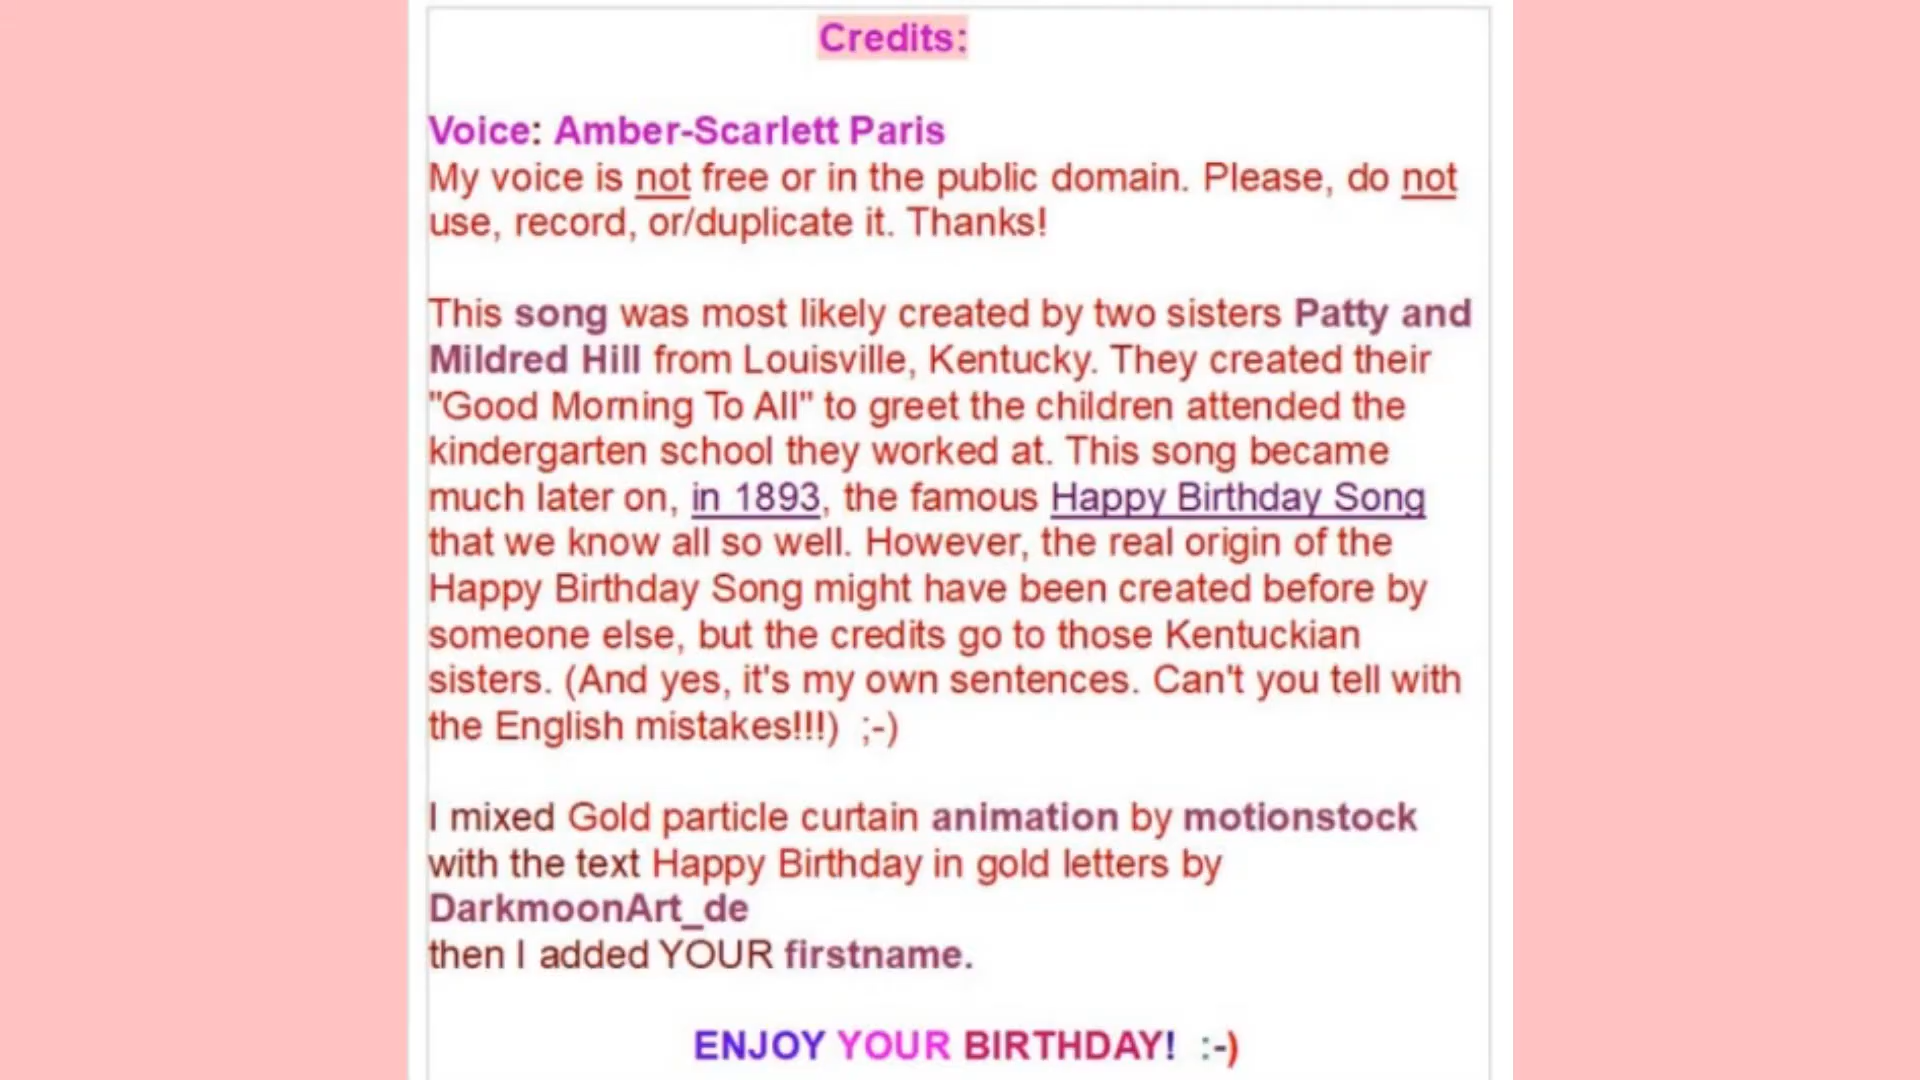 Credits:
Voice: Amber-Scarlett Paris
My voice is not free or in the public domain. Please, do not
use, record, or/duplicate it. Thanks!
This song was most likely created by two sisters Patty and
Mildred Hill from Louisville, Kentucky. They created their
"Good Morning To All" to greet the children attended the
kindergarten school they worked at. This song became
much later on, in 1893, the famous Happy Birthday Song
that we know all so well. However, the real origin of the
Happy Birthday Song might have been created before by
someone else, but the credits go to those Kentuckian
sisters. (And yes, it's my own sentences. Can't you tell with
the English mistakes!!!) ;-)
I mixed Gold particle curtain animation by motionstock
with the text Happy Birthday in gold letters by
DarkmoonArt_de
then I added YOUR firstname.
ENJOY YOUR BIRTHDAY! :-)